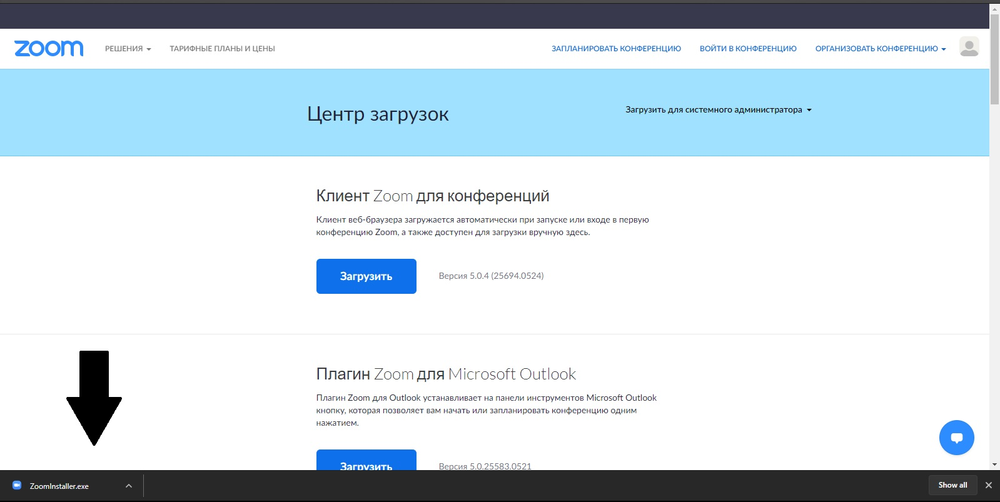 zoom
РЕШЕНИЯ
ТАРИФНЫЕ ПЛАНЫ И ЦЕНЫ
ЗАПЛАНИРОВАТЬ КОНФЕРЕНЦИЮ
ВОЙТИ В КОНФЕРЕНЦИЮ
ОРГАНИЗОВАТЬ КОНФЕРЕНЦИЮ
Центр загрузок
Загрузить для системного администратора
Клиент Zoom для конференций
Клиент веб-браузера загружается автоматически при запуске или входе в первую
конференцию Zoom, а также доступен для загрузки вручную здесь.
Загрузить
Версия 5.0.4 (25694.0524)
Плагин Zoom для Microsoft Outlook
Плагин Zoom для Outlook устанавливает на панели инструментов Microsoft Outlook
кнопку, которая позволяет вам начать или запланировать конференцию одним
нажатием.
Загрузить
Версия 5.0.25583.0521
ZoomInstaller.exe
Show all